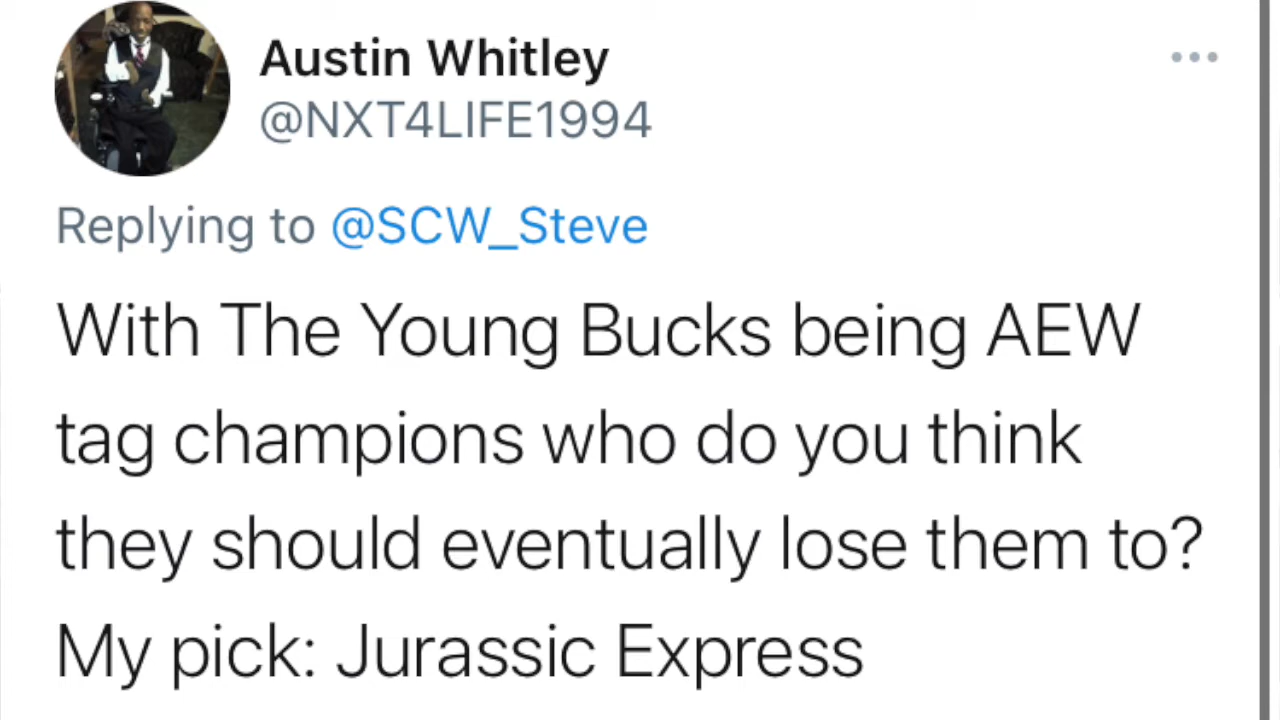 Austin Whitley
@NXT4LIFE1994
Replying to @SCW_Steve
With The Young Bucks being AEW
tag champions who do you think
they should eventually lose them to?
My pick: Jurassic Express